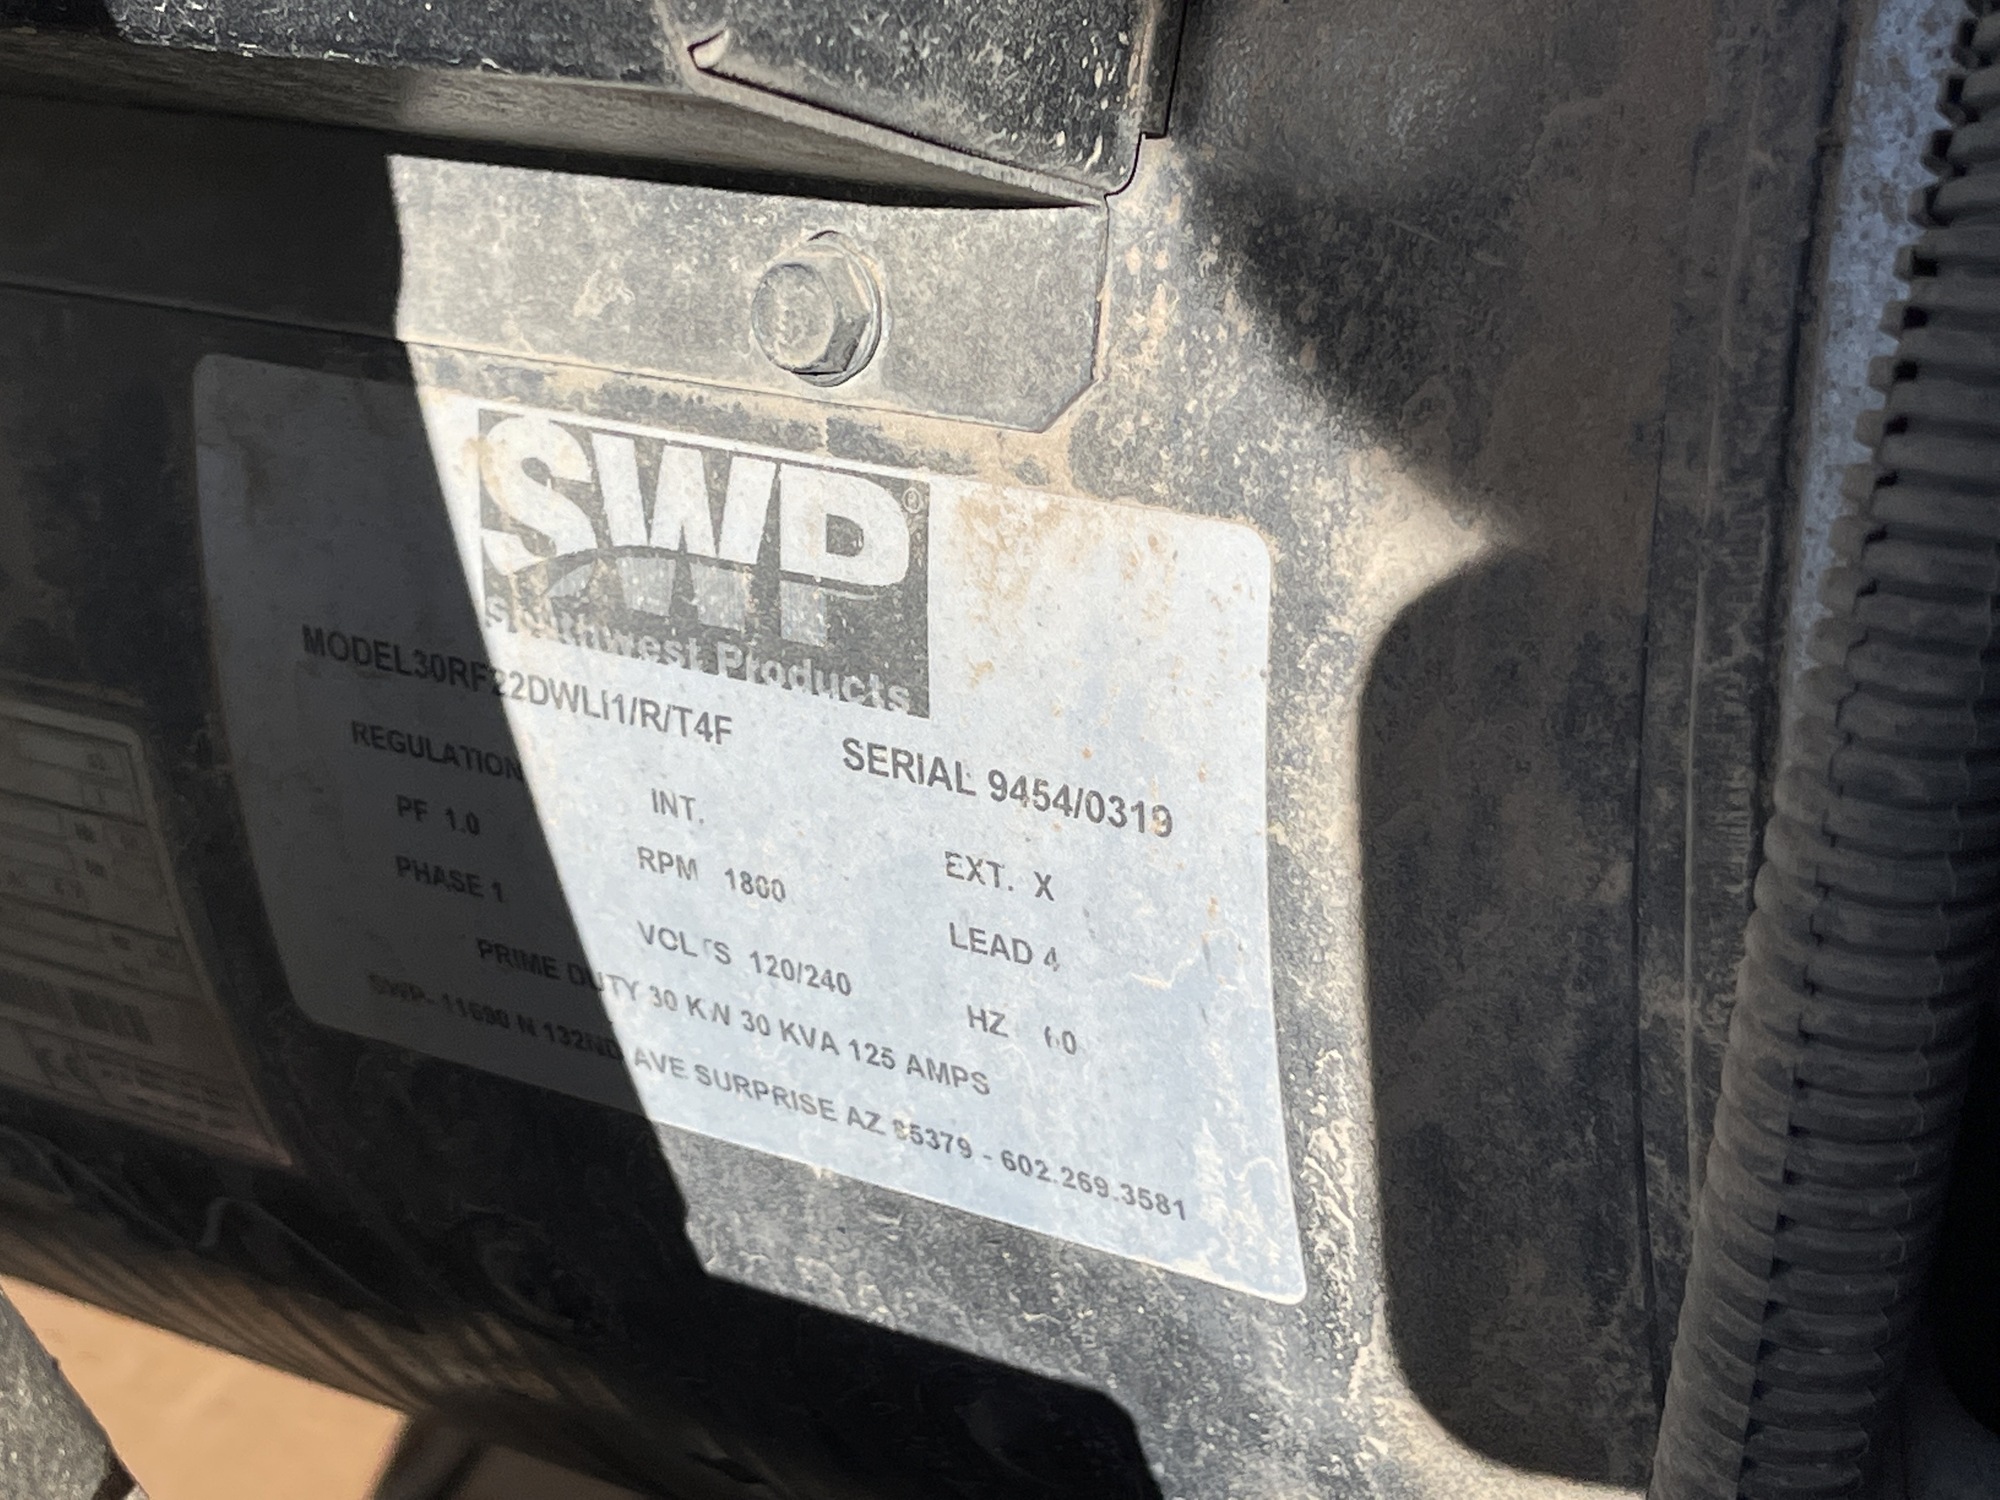 SWP®
Southwest Products
MODEL30RF22DWLI1/R/T4F SERIAL 9454/0319
REGULATION INT. EXT. X
PF 1.0 RPM 1800 LEAD 4
PHASE 1 VOLTS 120/240 HZ 60
PRIME DUTY 30 KW 30 KVA 125 AMPS
SWP- 11690 N 132ND AVE SURPRISE AZ 85379 - 602.269.3581